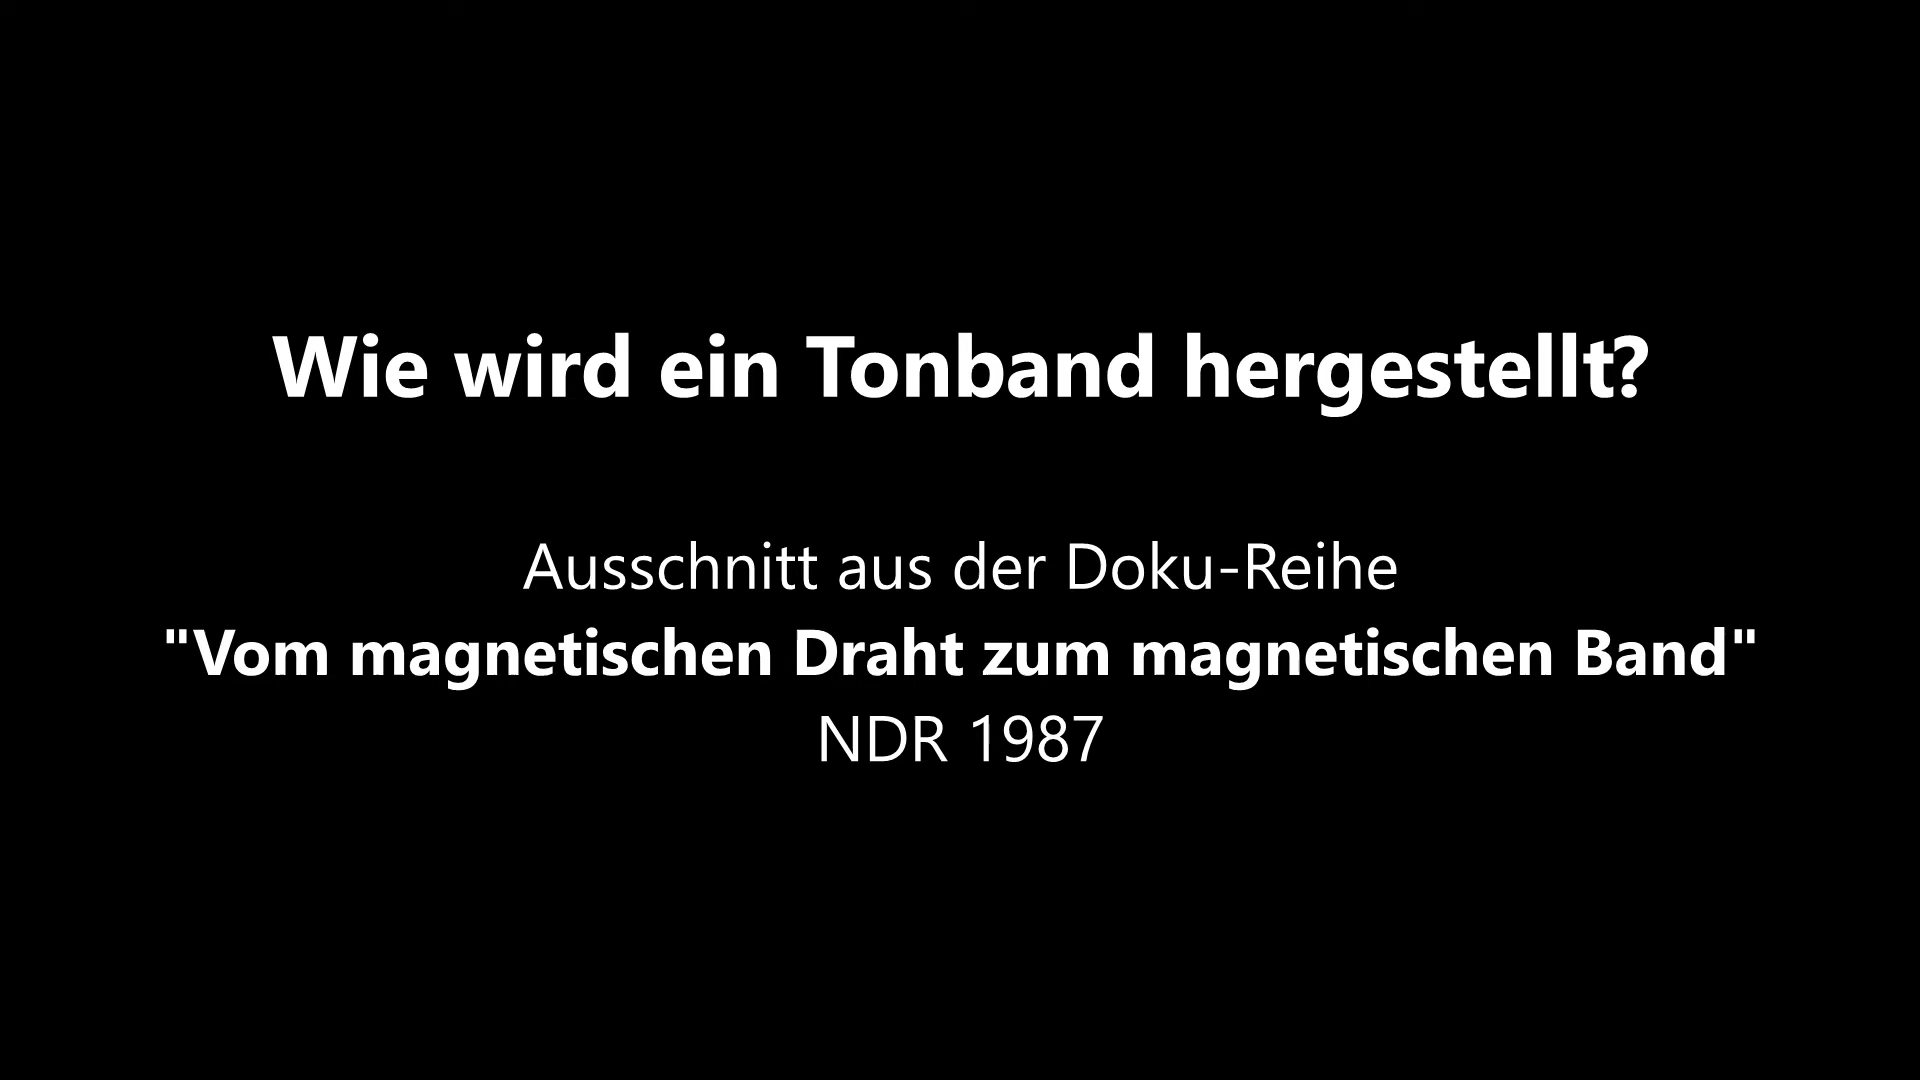 Wie wird ein Tonband hergestellt?
Ausschnitt aus der Doku-Reihe
"Vom magnetischen Draht zum magnetischen Band"
NDR 1987